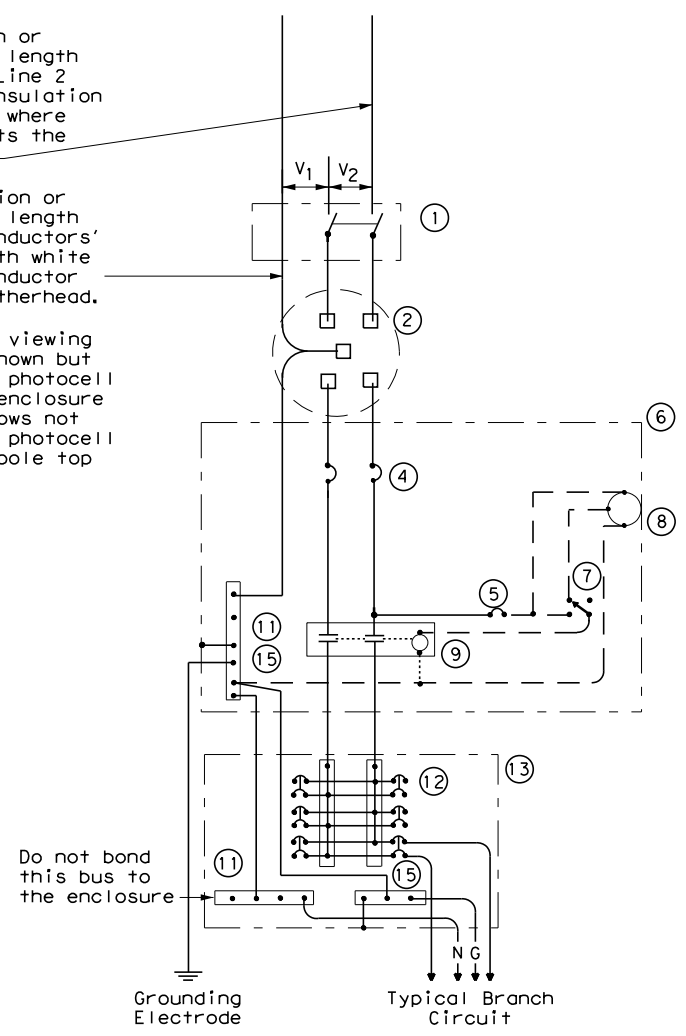 n or
length
Line 2
nsulation
where
ts the
ion or
length
nductors'
th white
nductor
therhead.
viewing
hown but
photocell
enclosure
ows not
photocell
pole top
V1 V2
1
2
6
4
8
7
5
11
9
15
13
12
Do not bond
this bus to
the enclosure
11
15
N G
Grounding
Electrode
Typical Branch
Circuit